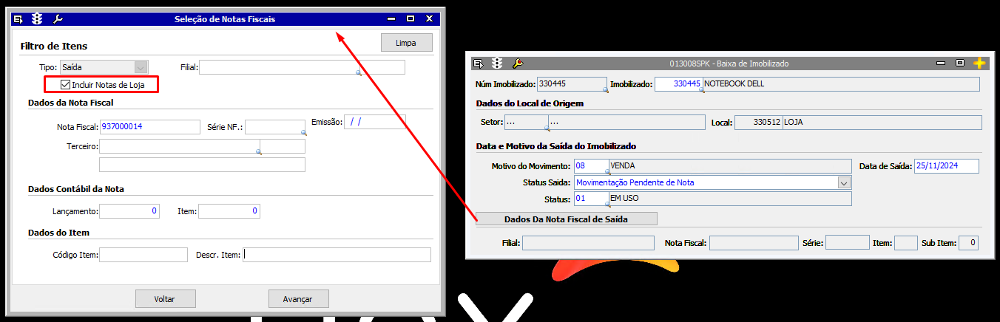 Seleção de Notas Fiscais
Filtro de Itens
Limpa
Tipo: Saída Filial:
Incluir Notas de Loja
Dados da Nota Fiscal
Nota Fiscal: 937000014 Série NF.: Emissão: / /
Terceiro:
Dados Contábil da Nota
Lançamento: 0 Item: 0
Dados do Item
Código Item: Descr. Item:
Voltar Avançar
013008SPK - Baixa de Imobilizado
Núm Imobilizado: 330445 Imobilizado: 330445 NOTEBOOK DELL
Dados do Local de Origem
Setor: ... ... Local: 330512 LOJA
Data e Motivo da Saída do Imobilizado
Motivo do Movimento: 08 VENDA Data de Saída: 25/11/2024
Status Saida: Movimentação Pendente de Nota
Status: 01 EM USO
Dados Da Nota Fiscal de Saída
Filial: Nota Fiscal: Série: Item: Sub Item: 0